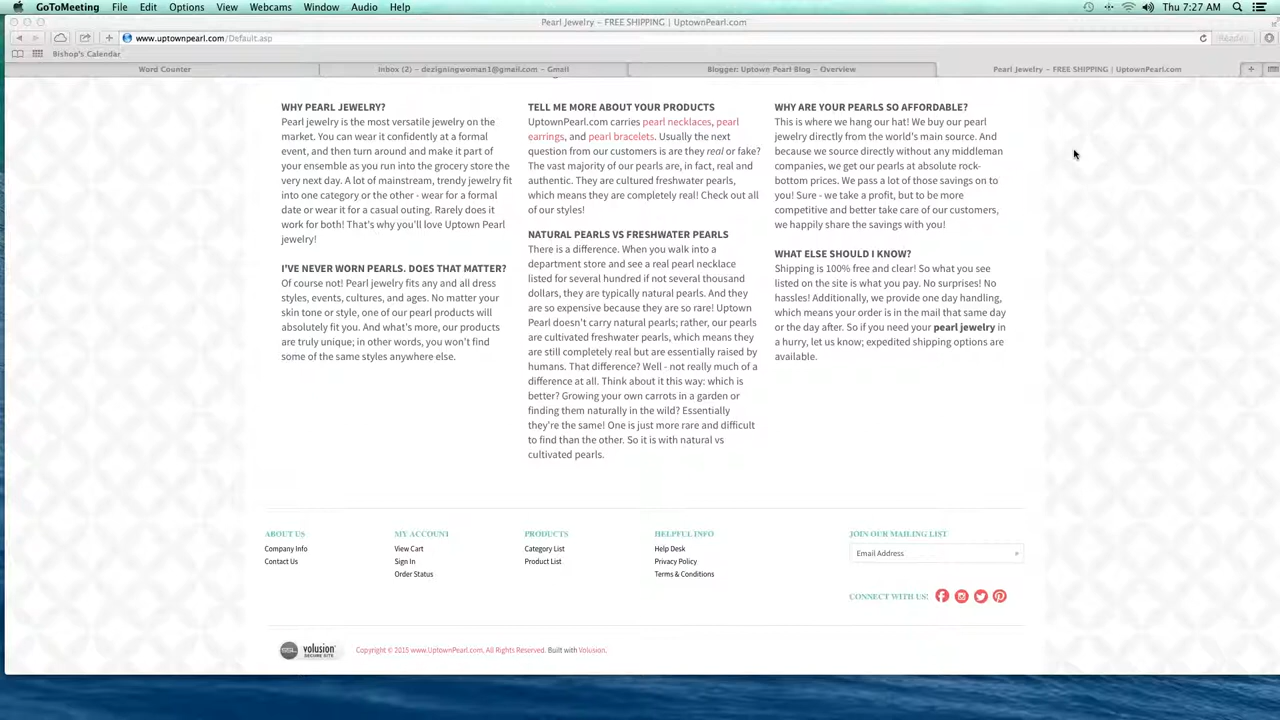 GoToMeeting File Edit Options View Webcams Window Audio Help Thu 7:27 AM
Pearl Jewelry – FREE SHIPPING | UptownPearl.com
www.uptownpearl.com/Default.asp Reader
Bishop's Calendar
Word Counter Inbox (2) – dezigningwoman1@gmail.com – Gmail Blogger: Uptown Pearl Blog – Overview Pearl Jewelry – FREE SHIPPING | UptownPearl.com
WHY PEARL JEWELRY?
Pearl jewelry is the most versatile jewelry on the
market. You can wear it confidently at a formal
event, and then turn around and make it part of
your ensemble as you run into the grocery store the
very next day. A lot of mainstream, trendy jewelry fit
into one category or the other - wear for a formal
date or wear it for a casual outing. Rarely does it
work for both! That's why you'll love Uptown Pearl
jewelry!
I'VE NEVER WORN PEARLS. DOES THAT MATTER?
Of course not! Pearl jewelry fits any and all dress
styles, events, cultures, and ages. No matter your
skin tone or style, one of our pearl products will
absolutely fit you. And what's more, our products
are truly unique; in other words, you won't find
some of the same styles anywhere else.
TELL ME MORE ABOUT YOUR PRODUCTS
UptownPearl.com carries pearl necklaces, pearl
earrings, and pearl bracelets. Usually the next
question from our customers is are they real or fake?
The vast majority of our pearls are, in fact, real and
authentic. They are cultured freshwater pearls,
which means they are completely real! Check out all
of our styles!
NATURAL PEARLS VS FRESHWATER PEARLS
There is a difference. When you walk into a
department store and see a real pearl necklace
listed for several hundred if not several thousand
dollars, they are typically natural pearls. And they
are so expensive because they are so rare! Uptown
Pearl doesn't carry natural pearls; rather, our pearls
are cultivated freshwater pearls, which means they
are still completely real but are essentially raised by
humans. That difference? Well - not really much of a
difference at all. Think about it this way: which is
better? Growing your own carrots in a garden or
finding them naturally in the wild? Essentially
they're the same! One is just more rare and difficult
to find than the other. So it is with natural vs
cultivated pearls.
WHY ARE YOUR PEARLS SO AFFORDABLE?
This is where we hang our hat! We buy our pearl
jewelry directly from the world's main source. And
because we source directly without any middleman
companies, we get our pearls at absolute rock-
bottom prices. We pass a lot of those savings on to
you! Sure - we take a profit, but to be more
competitive and better take care of our customers,
we happily share the savings with you!
WHAT ELSE SHOULD I KNOW?
Shipping is 100% free and clear! So what you see
listed on the site is what you pay. No surprises! No
hassles! Additionally, we provide one day handling,
which means your order is in the mail that same day
or the day after. So if you need your pearl jewelry in
a hurry, let us know; expedited shipping options are
available.
ABOUT US
Company Info
Contact Us
MY ACCOUNT
View Cart
Sign In
Order Status
PRODUCTS
Category List
Product List
HELPFUL INFO
Help Desk
Privacy Policy
Terms & Conditions
JOIN OUR MAILING LIST
Email Address
CONNECT WITH US:
volusion
SECURE SITE
Copyright © 2015 www.UptownPearl.com. All Rights Reserved. Built with Volusion.